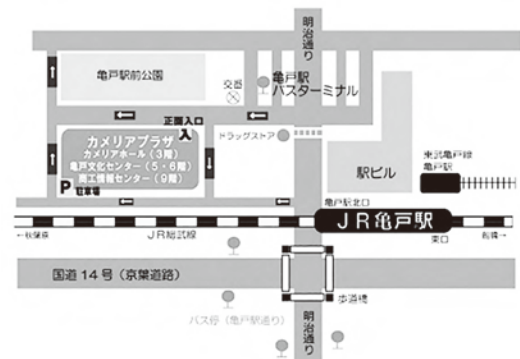 明治通り
亀戸駅前公園
交番
亀戸駅
バスターミナル
正面入口
カメリアプラザ
カメリアホール(3階)
亀戸文化センター(5・6階)
商工情報センター(9階)
P 駐車場
ドラッグストア
駅ビル
東武亀戸線
亀戸駅
亀戸駅北口
JR亀戸駅
東口
←秋葉原
JR総武線
船橋→
国道14号(京葉道路)
歩道橋
バス停(亀戸駅通り)
明治通り